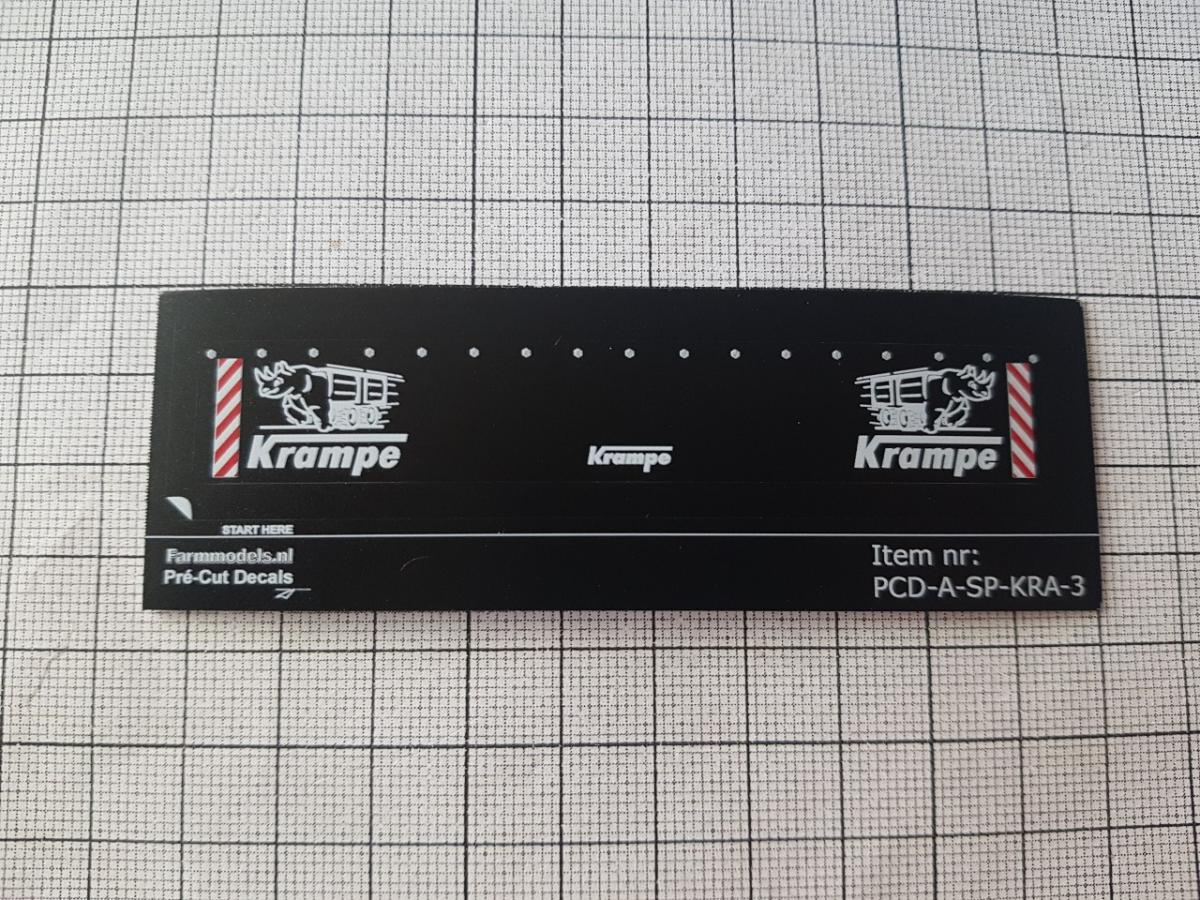 Krampe
Krampe
Krampe
START HERE
Farmmodels.nl
Pré-Cut Decals
Item nr:
PCD-A-SP-KRA-3